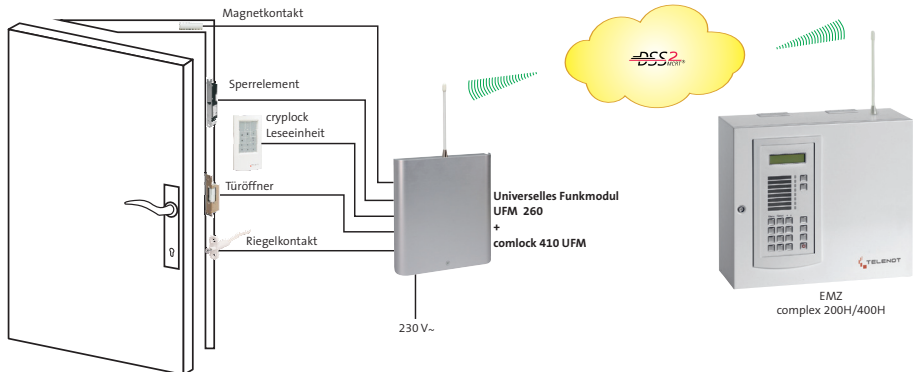 Magnetkontakt
Sperrelement
cryplock
Leseeinheit
Türöffner
Riegelkontakt
230 V~
Universelles Funkmodul
UFM 260
+
comlock 410 UFM
DSS2
TELENOT
EMZ
complex 200H/400H